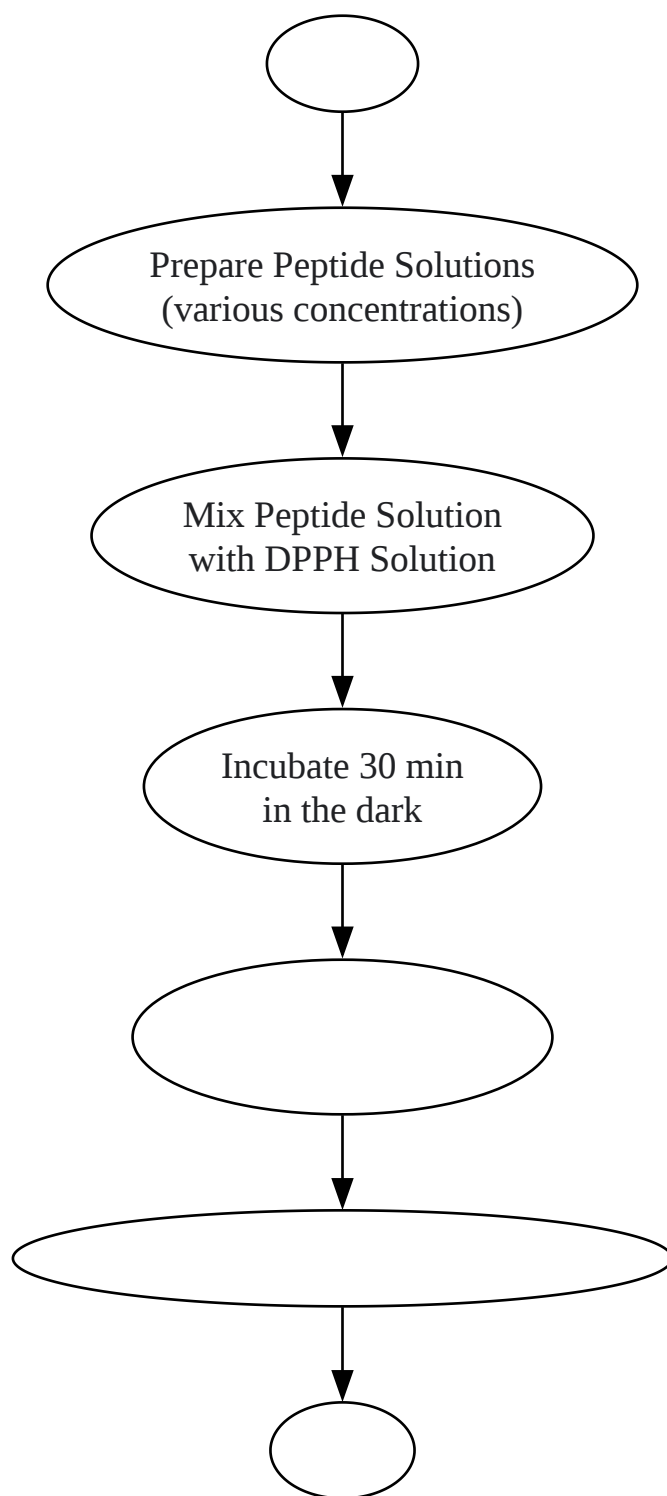 Prepare Peptide Solutions
(various concentrations)
Mix Peptide Solution
with DPPH Solution
Incubate 30 min
in the dark